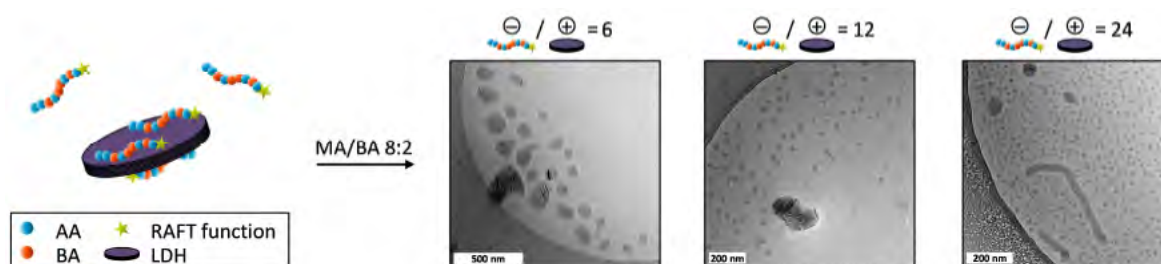 ⊖ / ⊕ = 6
⊖ / ⊕ = 12
⊖ / ⊕ = 24
MA/BA 8:2
AA
RAFT function
BA
LDH
500 nm
200 nm
200 nm